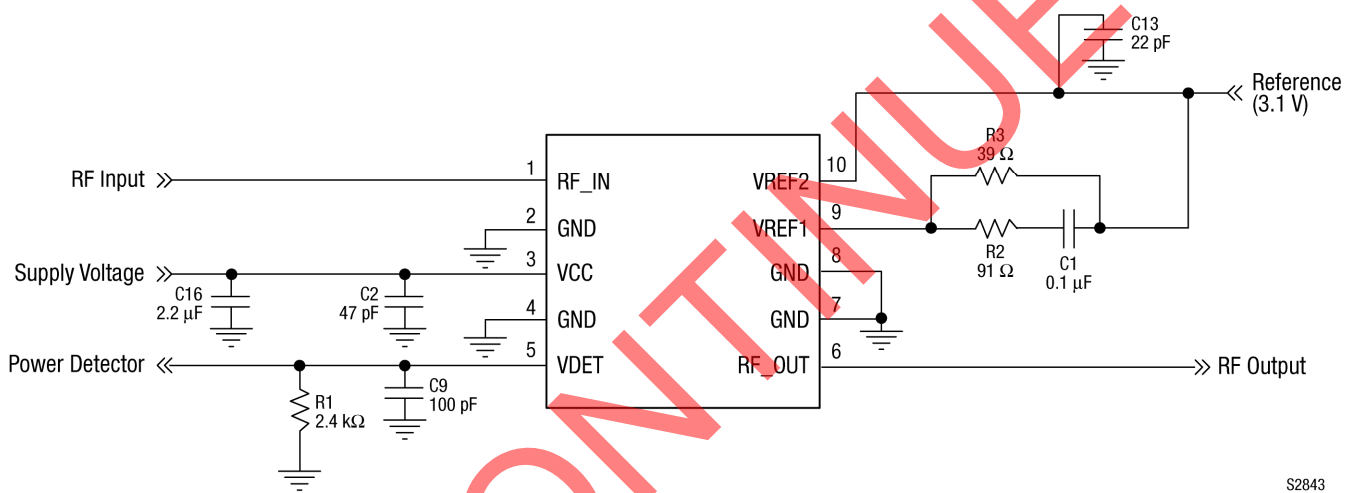 C13
22 pF
Reference
(3.1 V)
R3
39 Ω
RF Input
1
RF_IN
VREF2
10
2
GND
VREF1
9
R2
91 Ω
C1
0.1 µF
Supply Voltage
3
VCC
GND
8
C16
2.2 µF
C2
47 pF
4
GND
GND
7
Power Detector
5
VDET
RF_OUT
6
RF Output
R1
2.4 kΩ
C9
100 pF
ONTINUE
S2843